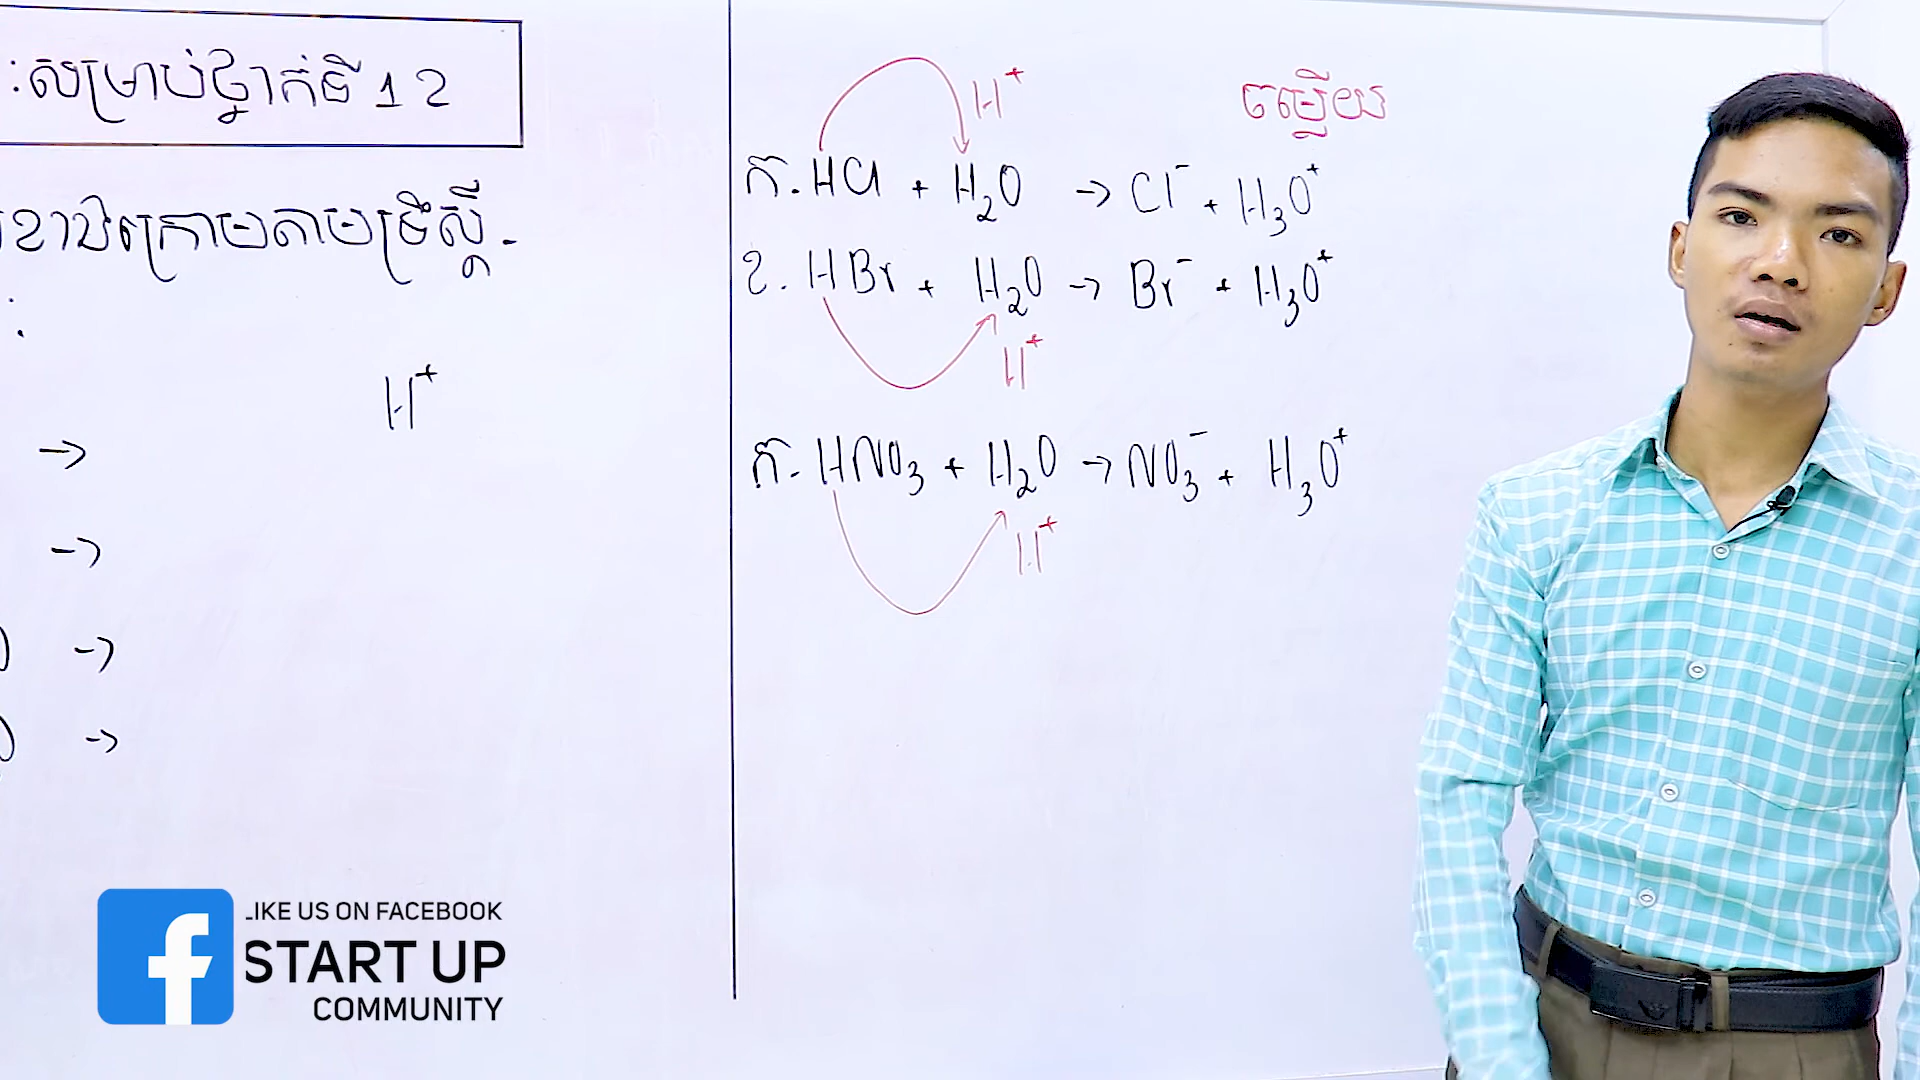 :សម្រាប់ថ្នាក់ទី 12
ខាងក្រោមតាមទ្រឹស្តី-
:
H⁺
→
→
→
→
ចម្លើយ
H⁺
ក. HCl + H₂O → Cl⁻ + H₃O⁺
ខ. HBr + H₂O → Br⁻ + H₃O⁺
H⁺
គ. HNO₃ + H₂O → NO₃⁻ + H₃O⁺
H⁺
LIKE US ON FACEBOOK
START UP
COMMUNITY